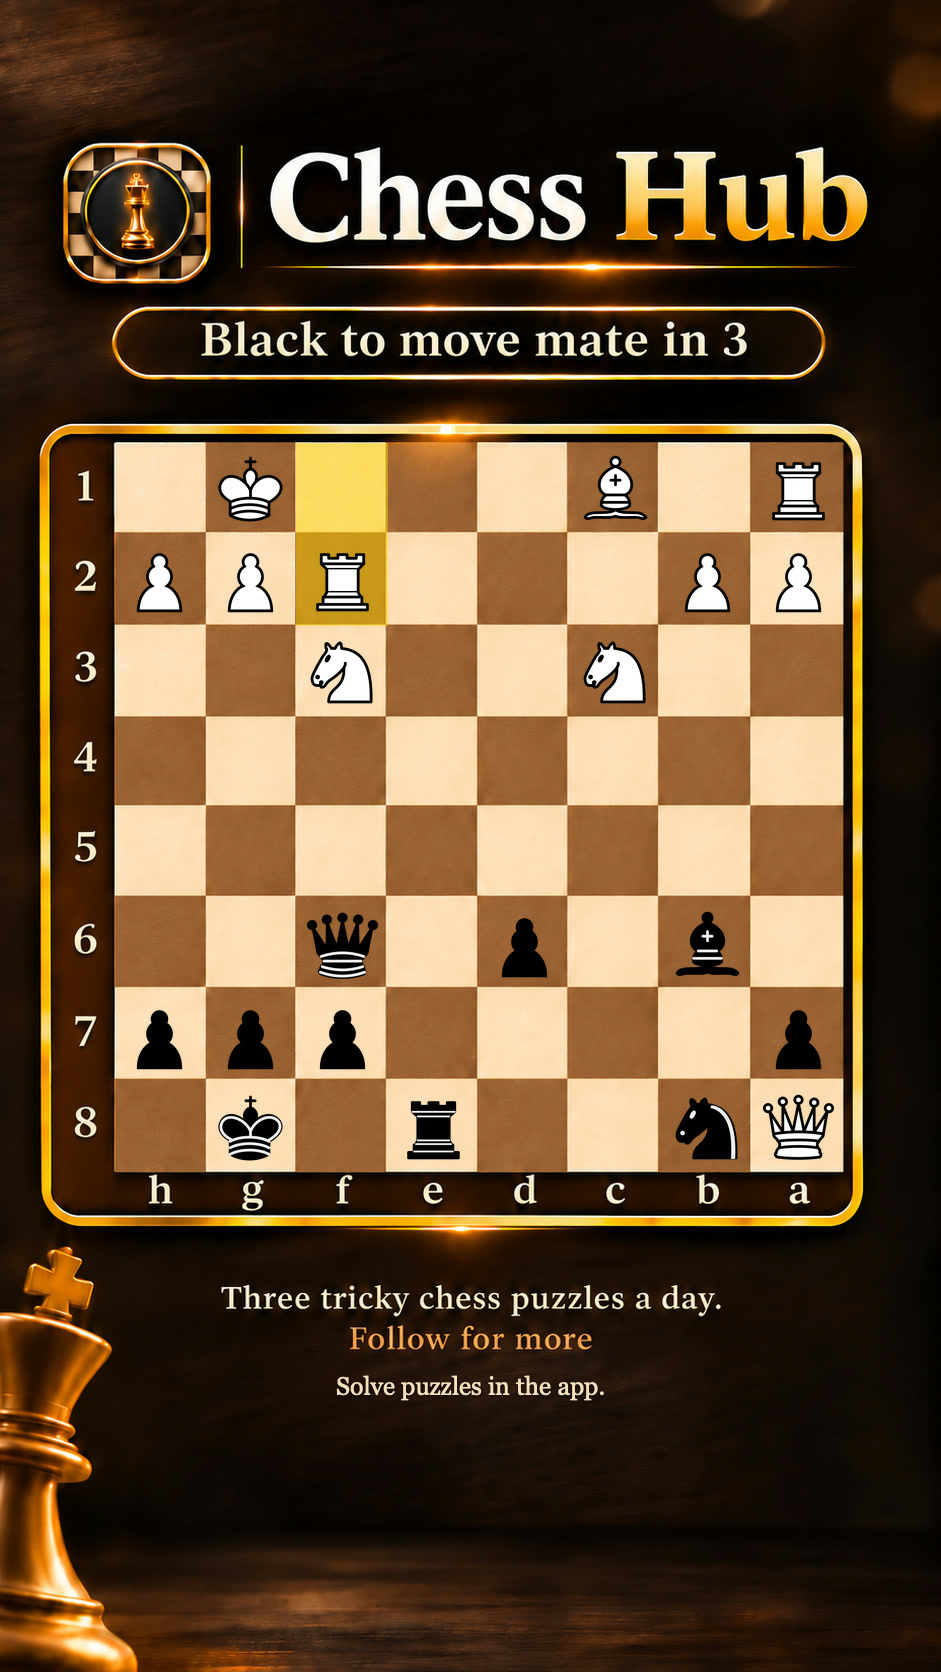 Chess Hub
Black to move mate in 3
1
2
3
4
5
6
7
8
h g f e d c b a
Three tricky chess puzzles a day.
Follow for more
Solve puzzles in the app.